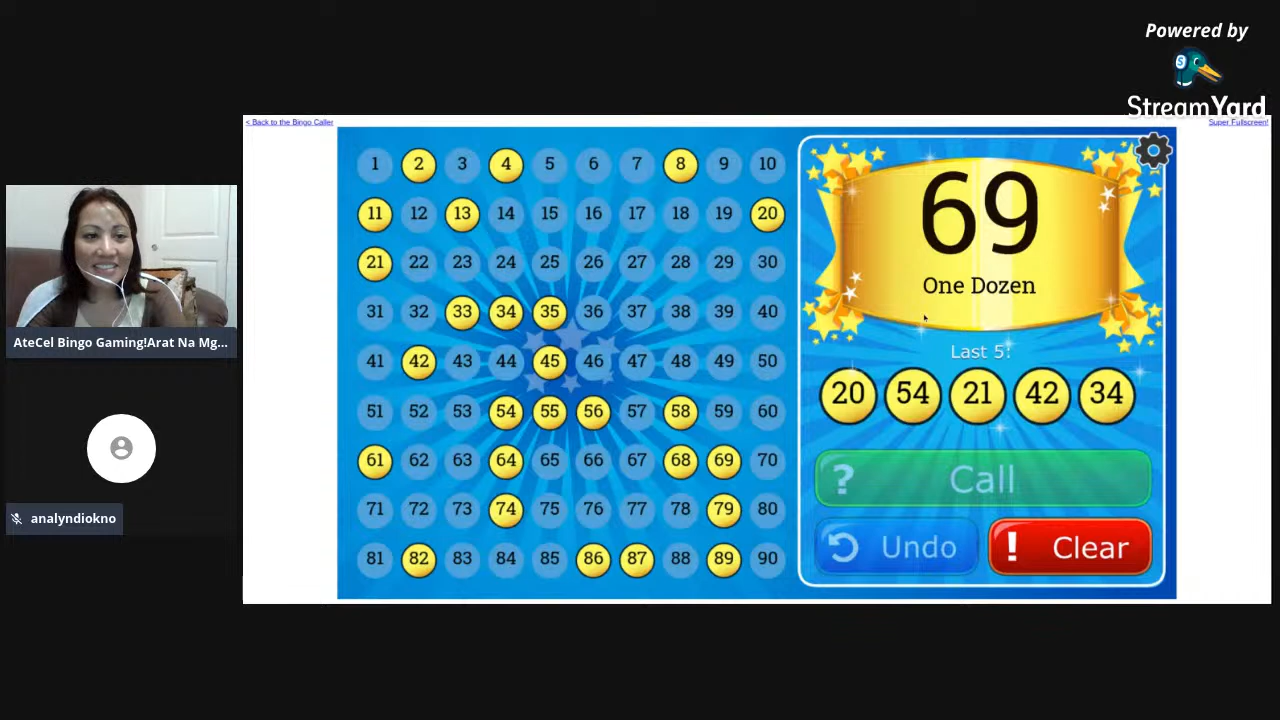 Powered by
StreamYard
< Back to the Bingo Caller
Super Fullscreen!
1 2 3 4 5 6 7 8 9 10
11 12 13 14 15 16 17 18 19 20
21 22 23 24 25 26 27 28 29 30
31 32 33 34 35 36 37 38 39 40
41 42 43 44 45 46 47 48 49 50
51 52 53 54 55 56 57 58 59 60
61 62 63 64 65 66 67 68 69 70
71 72 73 74 75 76 77 78 79 80
81 82 83 84 85 86 87 88 89 90
69
One Dozen
Last 5:
20 54 21 42 34
? Call
Undo
! Clear
AteCel Bingo Gaming!Arat Na Mg...
analyndiokno